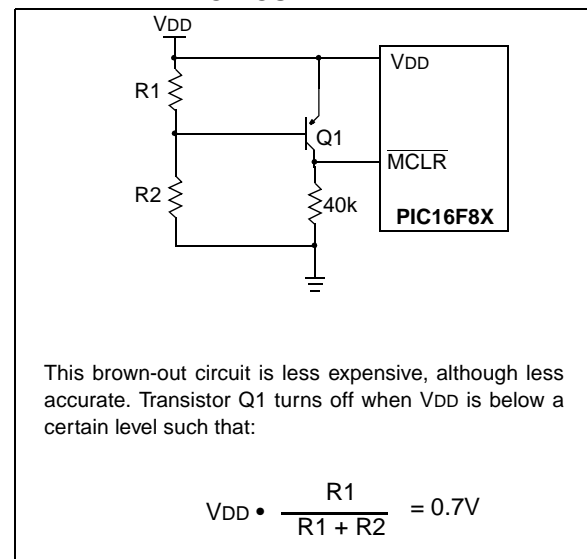 VDD
VDD
R1
Q1
MCLR
R2
40k
PIC16F8X
This brown-out circuit is less expensive, although less
accurate. Transistor Q1 turns off when VDD is below a
certain level such that:
VDD • R1 / R1 + R2 = 0.7V